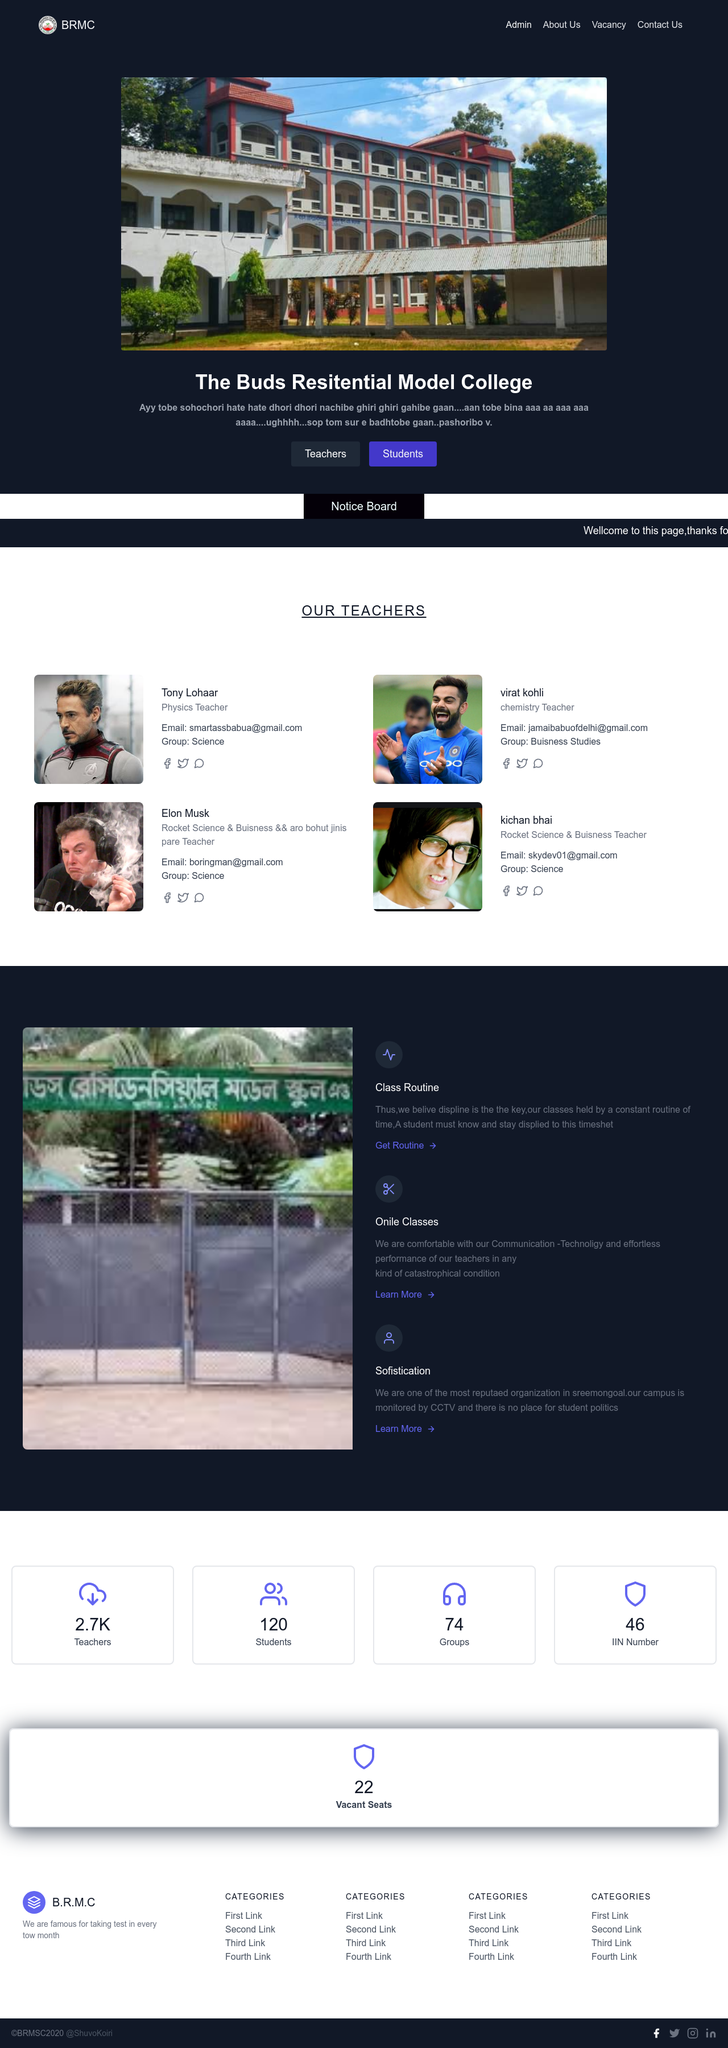 BRMC
Admin
About Us
Vacancy
Contact Us
The Buds Resitential Model College
Ayy tobe sohochori hate hate dhori dhori nachibe ghiri ghiri gahibe gaan....aan tobe bina aaa aa aaa aaa
aaaa....ughhhh...sop tom sur e badhtobe gaan..pashoribo v.
Teachers
Students
Notice Board
Wellcome to this page,thanks fo
OUR TEACHERS
Tony Lohaar
Physics Teacher
Email: smartassbabua@gmail.com
Group: Science
virat kohli
chemistry Teacher
Email: jamaibabuofdelhi@gmail.com
Group: Buisness Studies
Elon Musk
Rocket Science & Buisness && aro bohut jinis
pare Teacher
Email: boringman@gmail.com
Group: Science
kichan bhai
Rocket Science & Buisness Teacher
Email: skydev01@gmail.com
Group: Science
ডস রেসিডেনসিয়্যাল মডেল স্কুল এণ্ড
Class Routine
Thus,we belive displine is the the key,our classes held by a constant routine of
time,A student must know and stay displied to this timeshet
Get Routine
Onile Classes
We are comfortable with our Communication -Technoligy and effortless
performance of our teachers in any
kind of catastrophical condition
Learn More
Sofistication
We are one of the most reputaed organization in sreemongoal.our campus is
monitored by CCTV and there is no place for student politics
Learn More
2.7K
Teachers
120
Students
74
Groups
46
IIN Number
22
Vacant Seats
B.R.M.C
We are famous for taking test in every
tow month
CATEGORIES
First Link
Second Link
Third Link
Fourth Link
CATEGORIES
First Link
Second Link
Third Link
Fourth Link
CATEGORIES
First Link
Second Link
Third Link
Fourth Link
CATEGORIES
First Link
Second Link
Third Link
Fourth Link
©BRMSC2020 @ShuvoKoiri